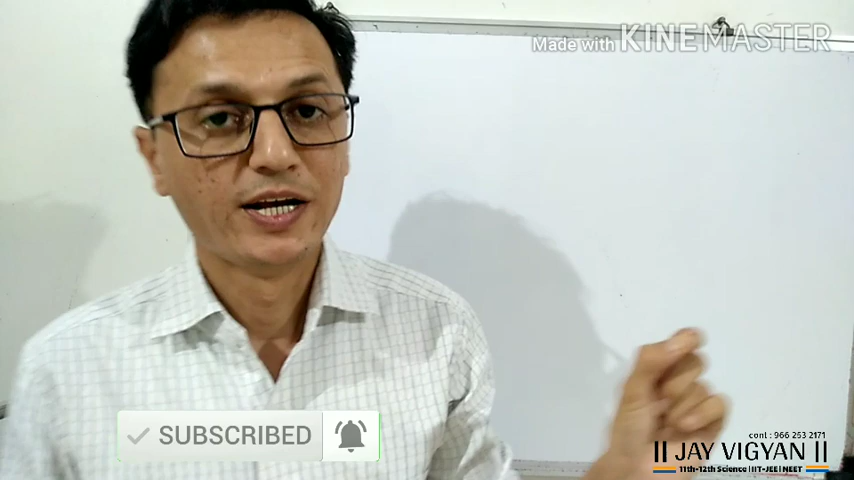 Made with KINEMASTER
SUBSCRIBED
cont : 966 253 2171
|| JAY VIGYAN ||
11th-12th Science | IIT-JEE | NEET